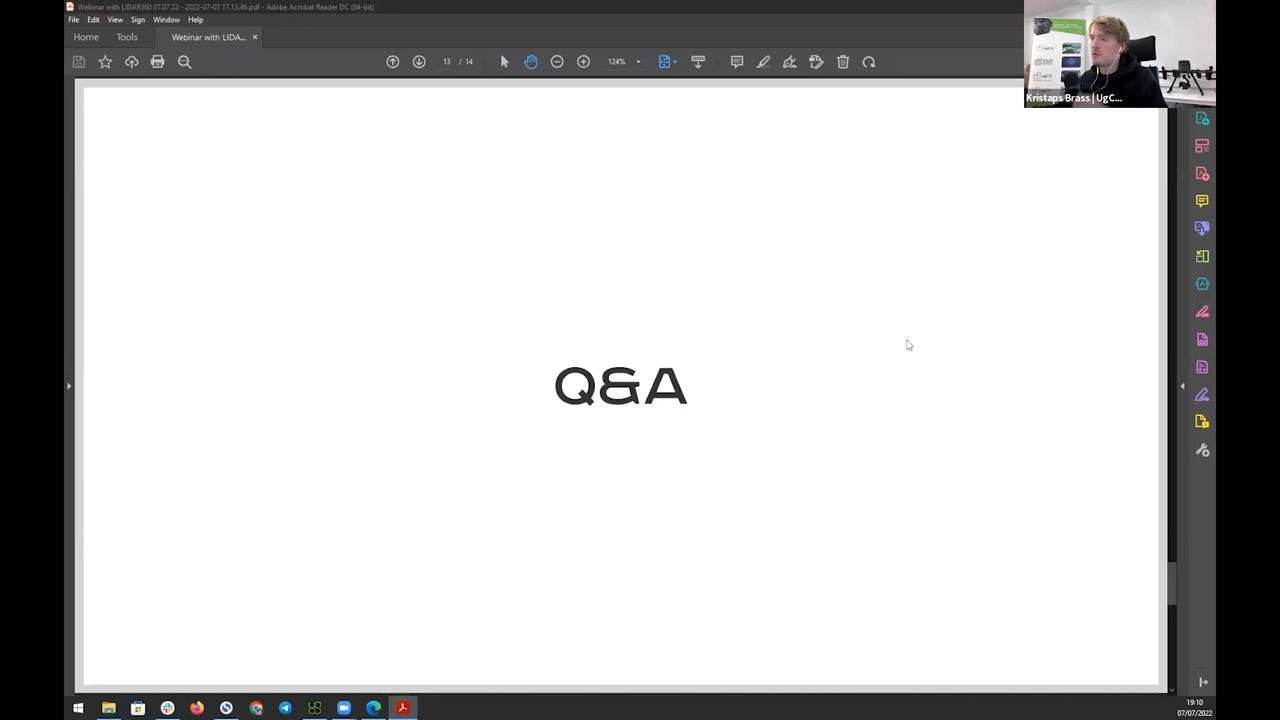 Webinar with LIDAR360 07.07.22 - 2022-07-07 17.13.46.pdf - Adobe Acrobat Reader DC (64-bit)
File Edit View Sign Window Help
Home Tools Webinar with LIDA... ×
13 / 14 124%
Kristaps Brass | UgC...
Q&A
19:10
07/07/2022